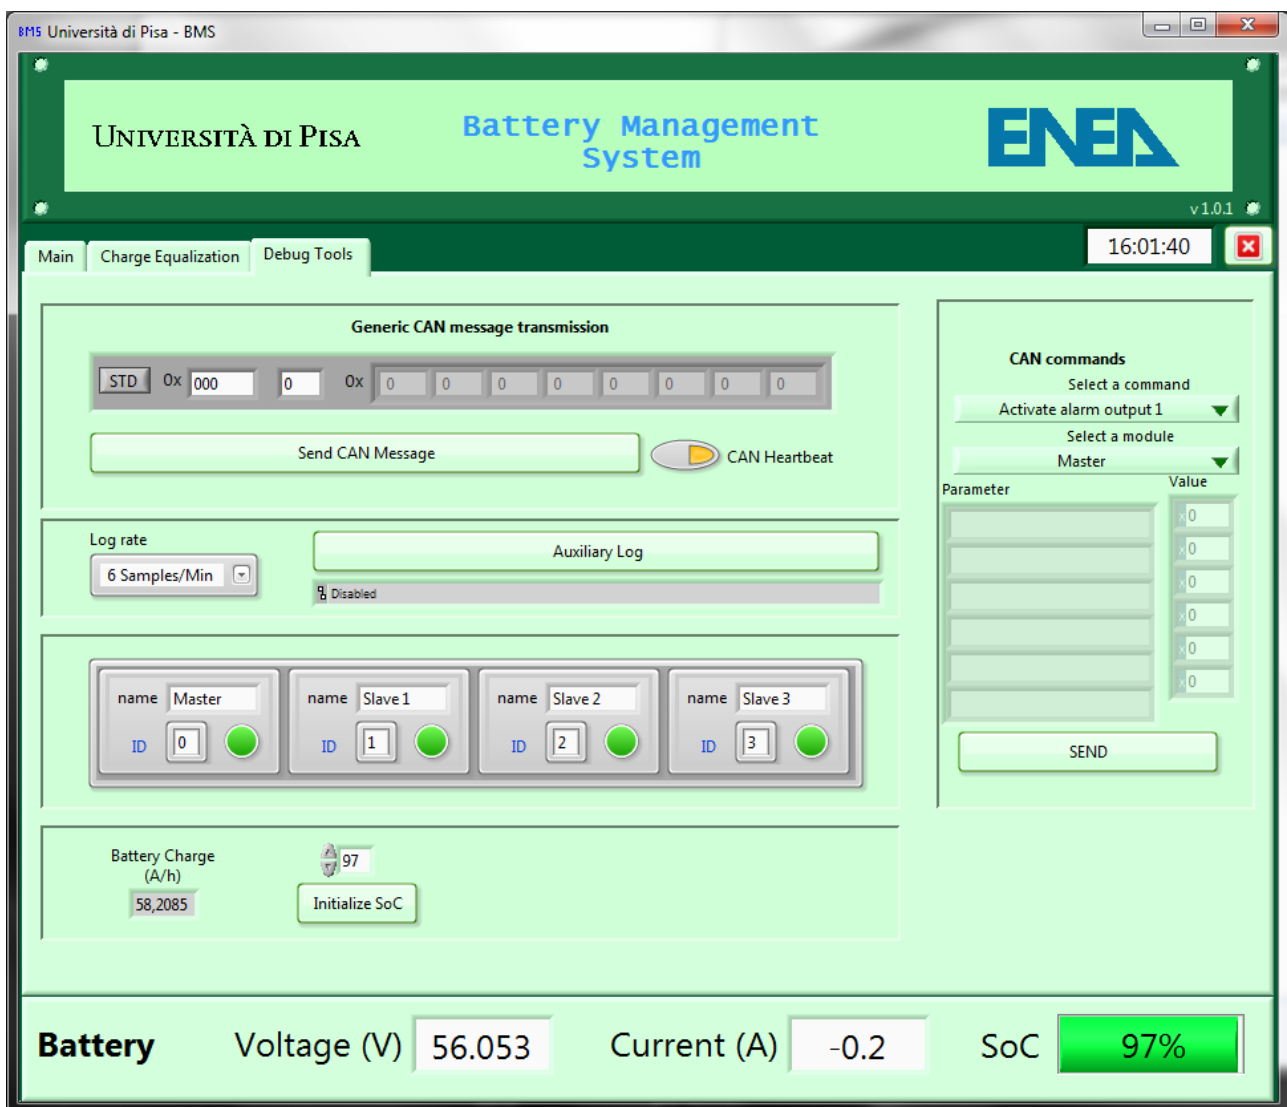 BMS Università di Pisa - BMS
UNIVERSITÀ DI PISA
Battery Management
System
ENEA
v 1.0.1
Main
Charge Equalization
Debug Tools
16:01:40
Generic CAN message transmission
STD 0x 000 0 0x 0 0 0 0 0 0 0 0
Send CAN Message
CAN Heartbeat
Log rate
6 Samples/Min
Auxiliary Log
Disabled
name Master
ID 0
name Slave 1
ID 1
name Slave 2
ID 2
name Slave 3
ID 3
Battery Charge
(A/h)
58,2085
97
Initialize SoC
CAN commands
Select a command
Activate alarm output 1
Select a module
Master
Parameter
Value
x 0
x 0
x 0
x 0
x 0
x 0
SEND
Battery Voltage (V) 56.053 Current (A) -0.2 SoC 97%